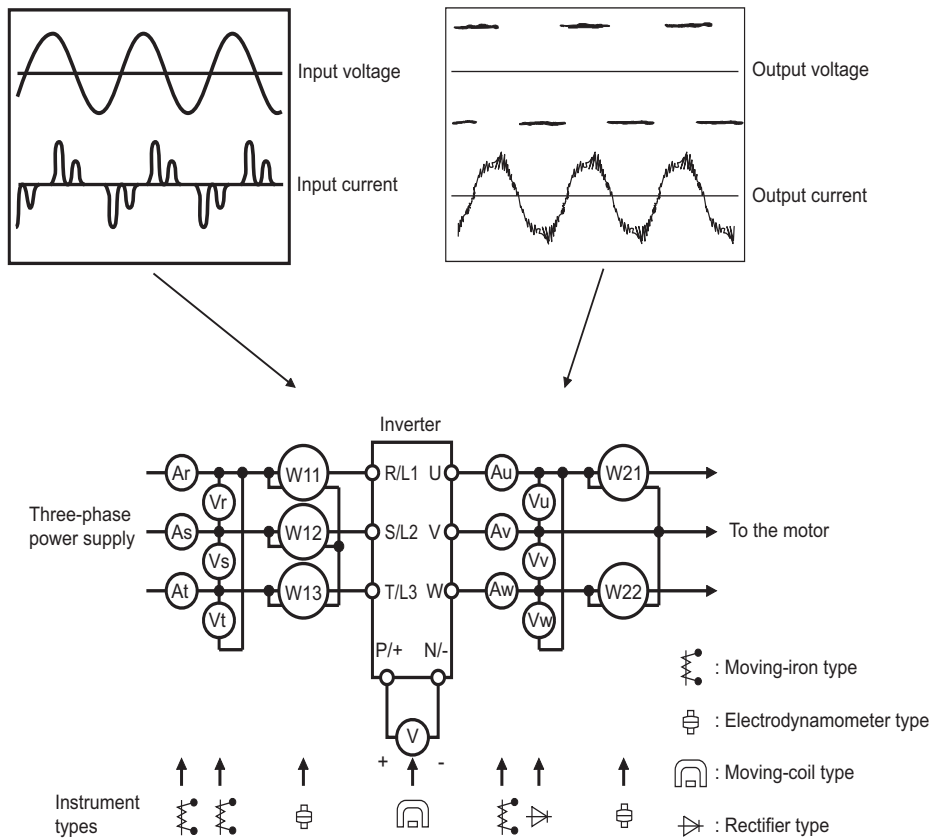 Input voltage
Input current
Output voltage
Output current
Inverter
Three-phase
power supply
Ar
As
At
Vr
Vs
Vt
W11
W12
W13
R/L1
S/L2
T/L3
U
V
W
P/+
N/-
V
+
-
Au
Av
Aw
Vu
Vv
Vw
W21
W22
To the motor
: Moving-iron type
: Electrodynamometer type
: Moving-coil type
: Rectifier type
Instrument
types